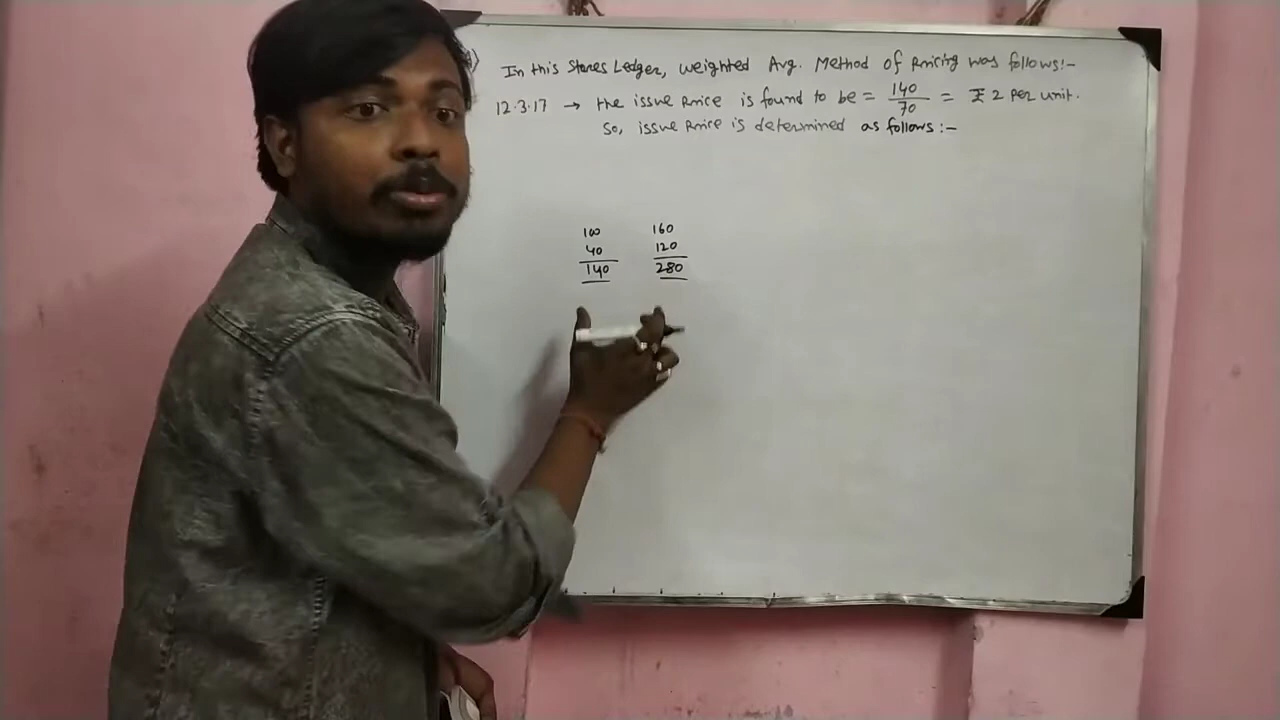 In this Stores Ledger, weighted Avg. Method of Pricing was follows:-
12.3.17 → the issue Price is found to be = 140/70 = ₹ 2 Per unit.
So, issue Price is determined as follows:-
100 160
40 120
140 280